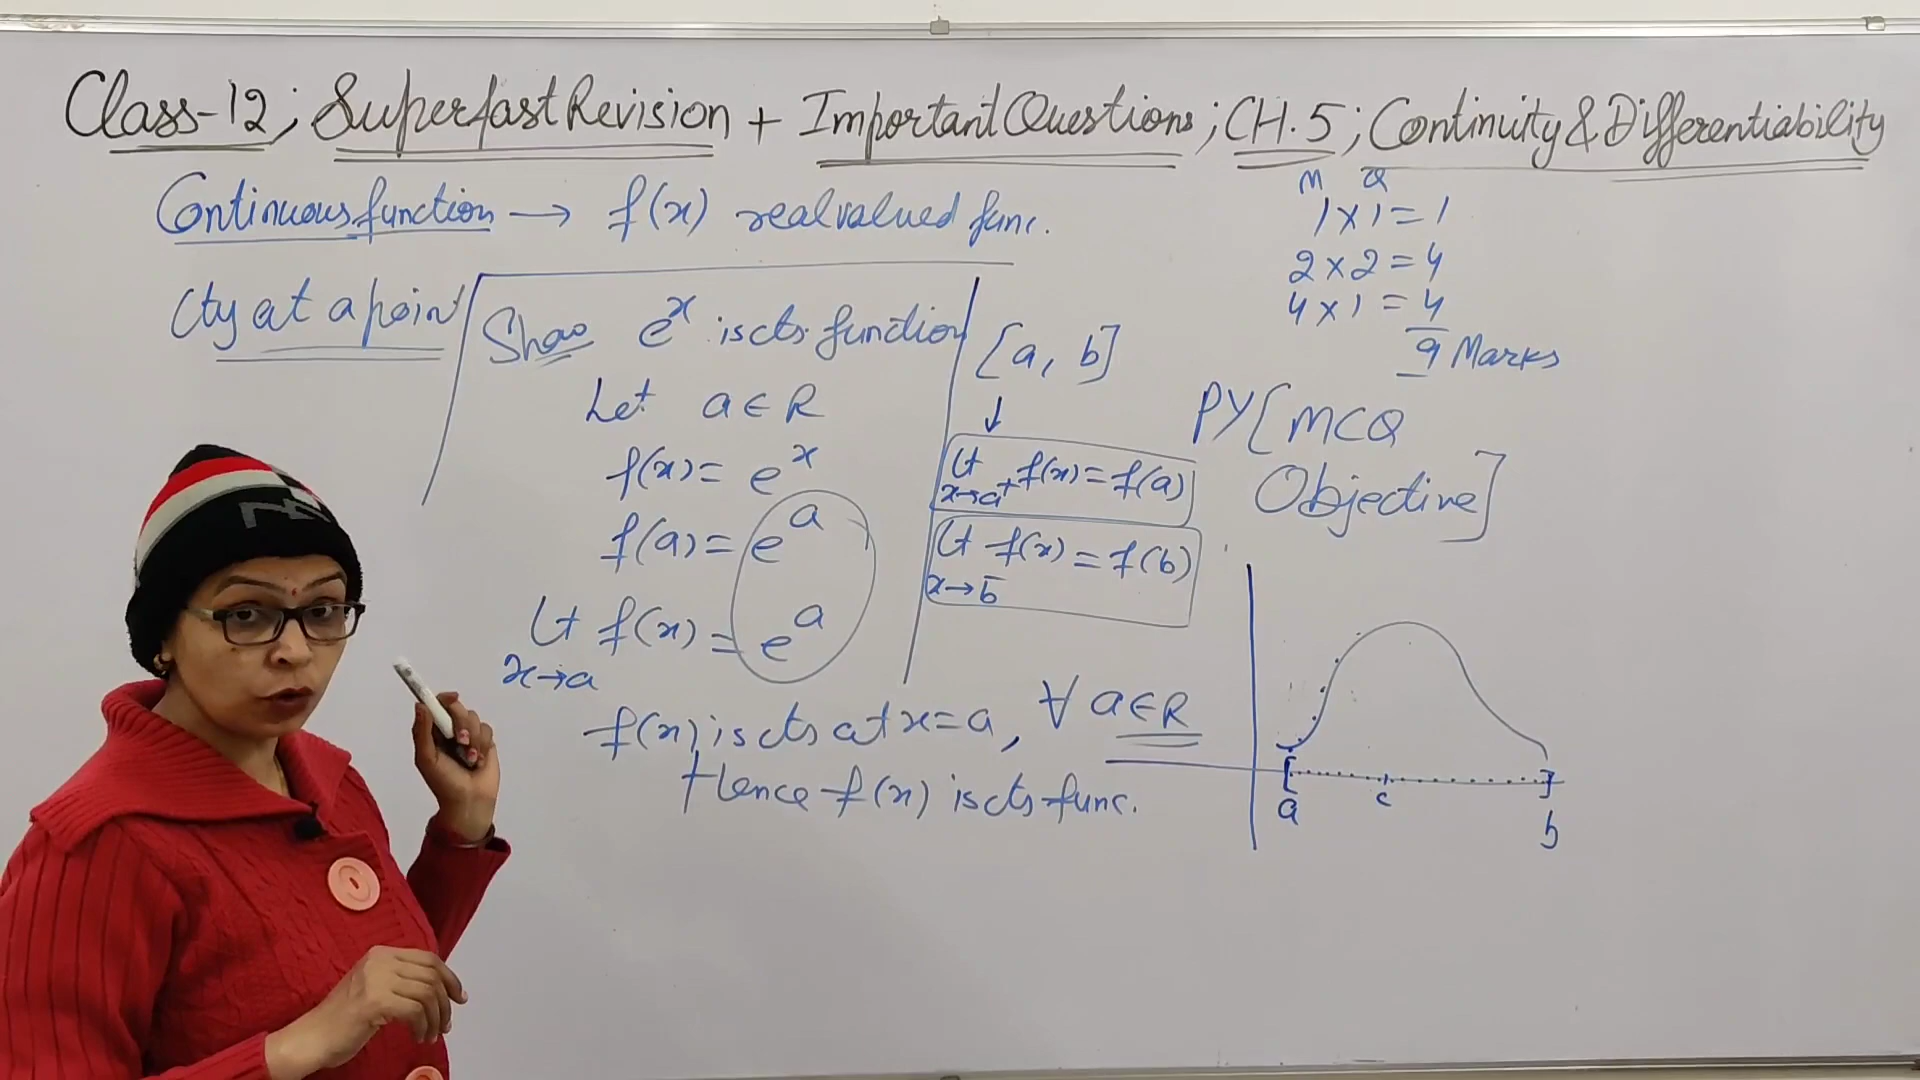 Class-12; Superfast Revision + Important Questions; CH.5; Continuity & Differentiability
Continuous function → f(x) real valued func.
Cty at a point
Show e^x is cts function
Let a ∈ R
f(x) = e^x
f(a) = e^a
Lt f(x) = e^a
x→a
f(x) is cts at x=a, ∀ a∈R
Hence f(x) is cts func.
[a, b]
↓
Lt f(x) = f(a)
x→a⁺
Lt f(x) = f(b)
x→b⁻
M Q
1×1=1
2×2=4
4×1=4
9 Marks
PY[MCQ
Objective]
[ ]
a c b